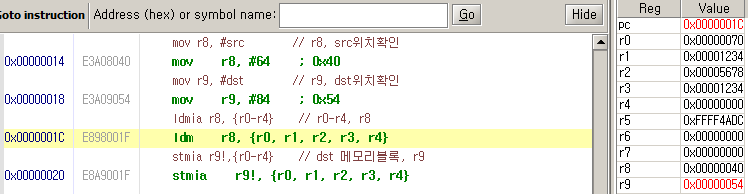 Goto instruction Address (hex) or symbol name: Go Hide
mov r8, #src // r8, src위치확인
0x00000014 E3A08040 mov r8, #64 ; 0x40
mov r9, #dst // r9, dst위치확인
0x00000018 E3A09054 mov r9, #84 ; 0x54
ldmia r8, {r0-r4} // r0-r4, r8
0x0000001C E898001F ldm r8, {r0, r1, r2, r3, r4}
stmia r9!,{r0-r4} // dst 메모리블록, r9
0x00000020 E8A9001F stmia r9!, {r0, r1, r2, r3, r4}
Reg Value
pc 0x0000001C
r0 0x00000070
r1 0x00001234
r2 0x00005678
r3 0x00001234
r4 0x00000000
r5 0xFFFF4ADC
r6 0x00000000
r7 0x00000000
r8 0x00000040
r9 0x00000054